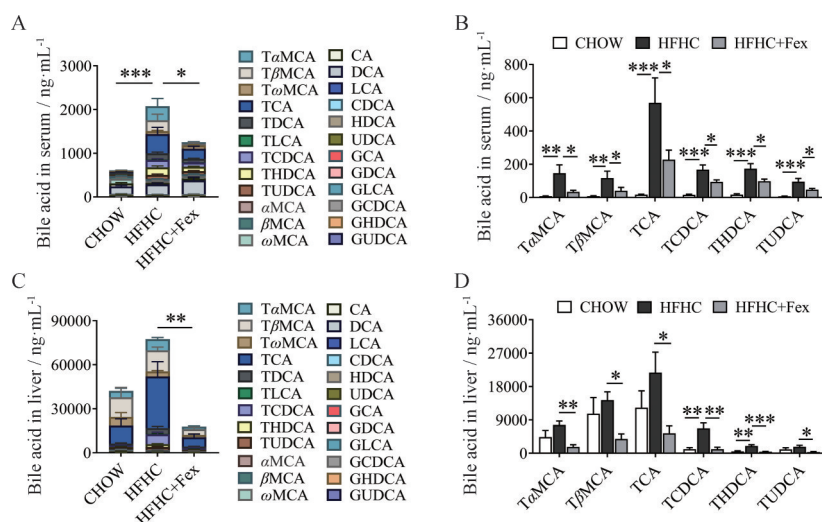 A
Bile acid in serum / ng·mL⁻¹
3000
2000
1000
0
***
*
CHOW
HFHC
HFHC+Fex
TαMCA
TβMCA
TωMCA
TCA
TDCA
TLCA
TCDCA
THDCA
TUDCA
αMCA
βMCA
ωMCA
CA
DCA
LCA
CDCA
HDCA
UDCA
GCA
GDCA
GLCA
GCDCA
GHDCA
GUDCA
B
Bile acid in serum / ng·mL⁻¹
CHOW HFHC HFHC+Fex
800
600
400
200
0
** *
** *
*** *
*** *
*** *
*** *
TαMCA
TβMCA
TCA
TCDCA
THDCA
TUDCA
C
Bile acid in liver / ng·mL⁻¹
90000
60000
30000
0
**
CHOW
HFHC
HFHC+Fex
TαMCA
TβMCA
TωMCA
TCA
TDCA
TLCA
TCDCA
THDCA
TUDCA
αMCA
βMCA
ωMCA
CA
DCA
LCA
CDCA
HDCA
UDCA
GCA
GDCA
GLCA
GCDCA
GHDCA
GUDCA
D
Bile acid in liver / ng·mL⁻¹
CHOW HFHC HFHC+Fex
36000
27000
18000
9000
0
**
*
*
** **
** ***
*
TαMCA
TβMCA
TCA
TCDCA
THDCA
TUDCA